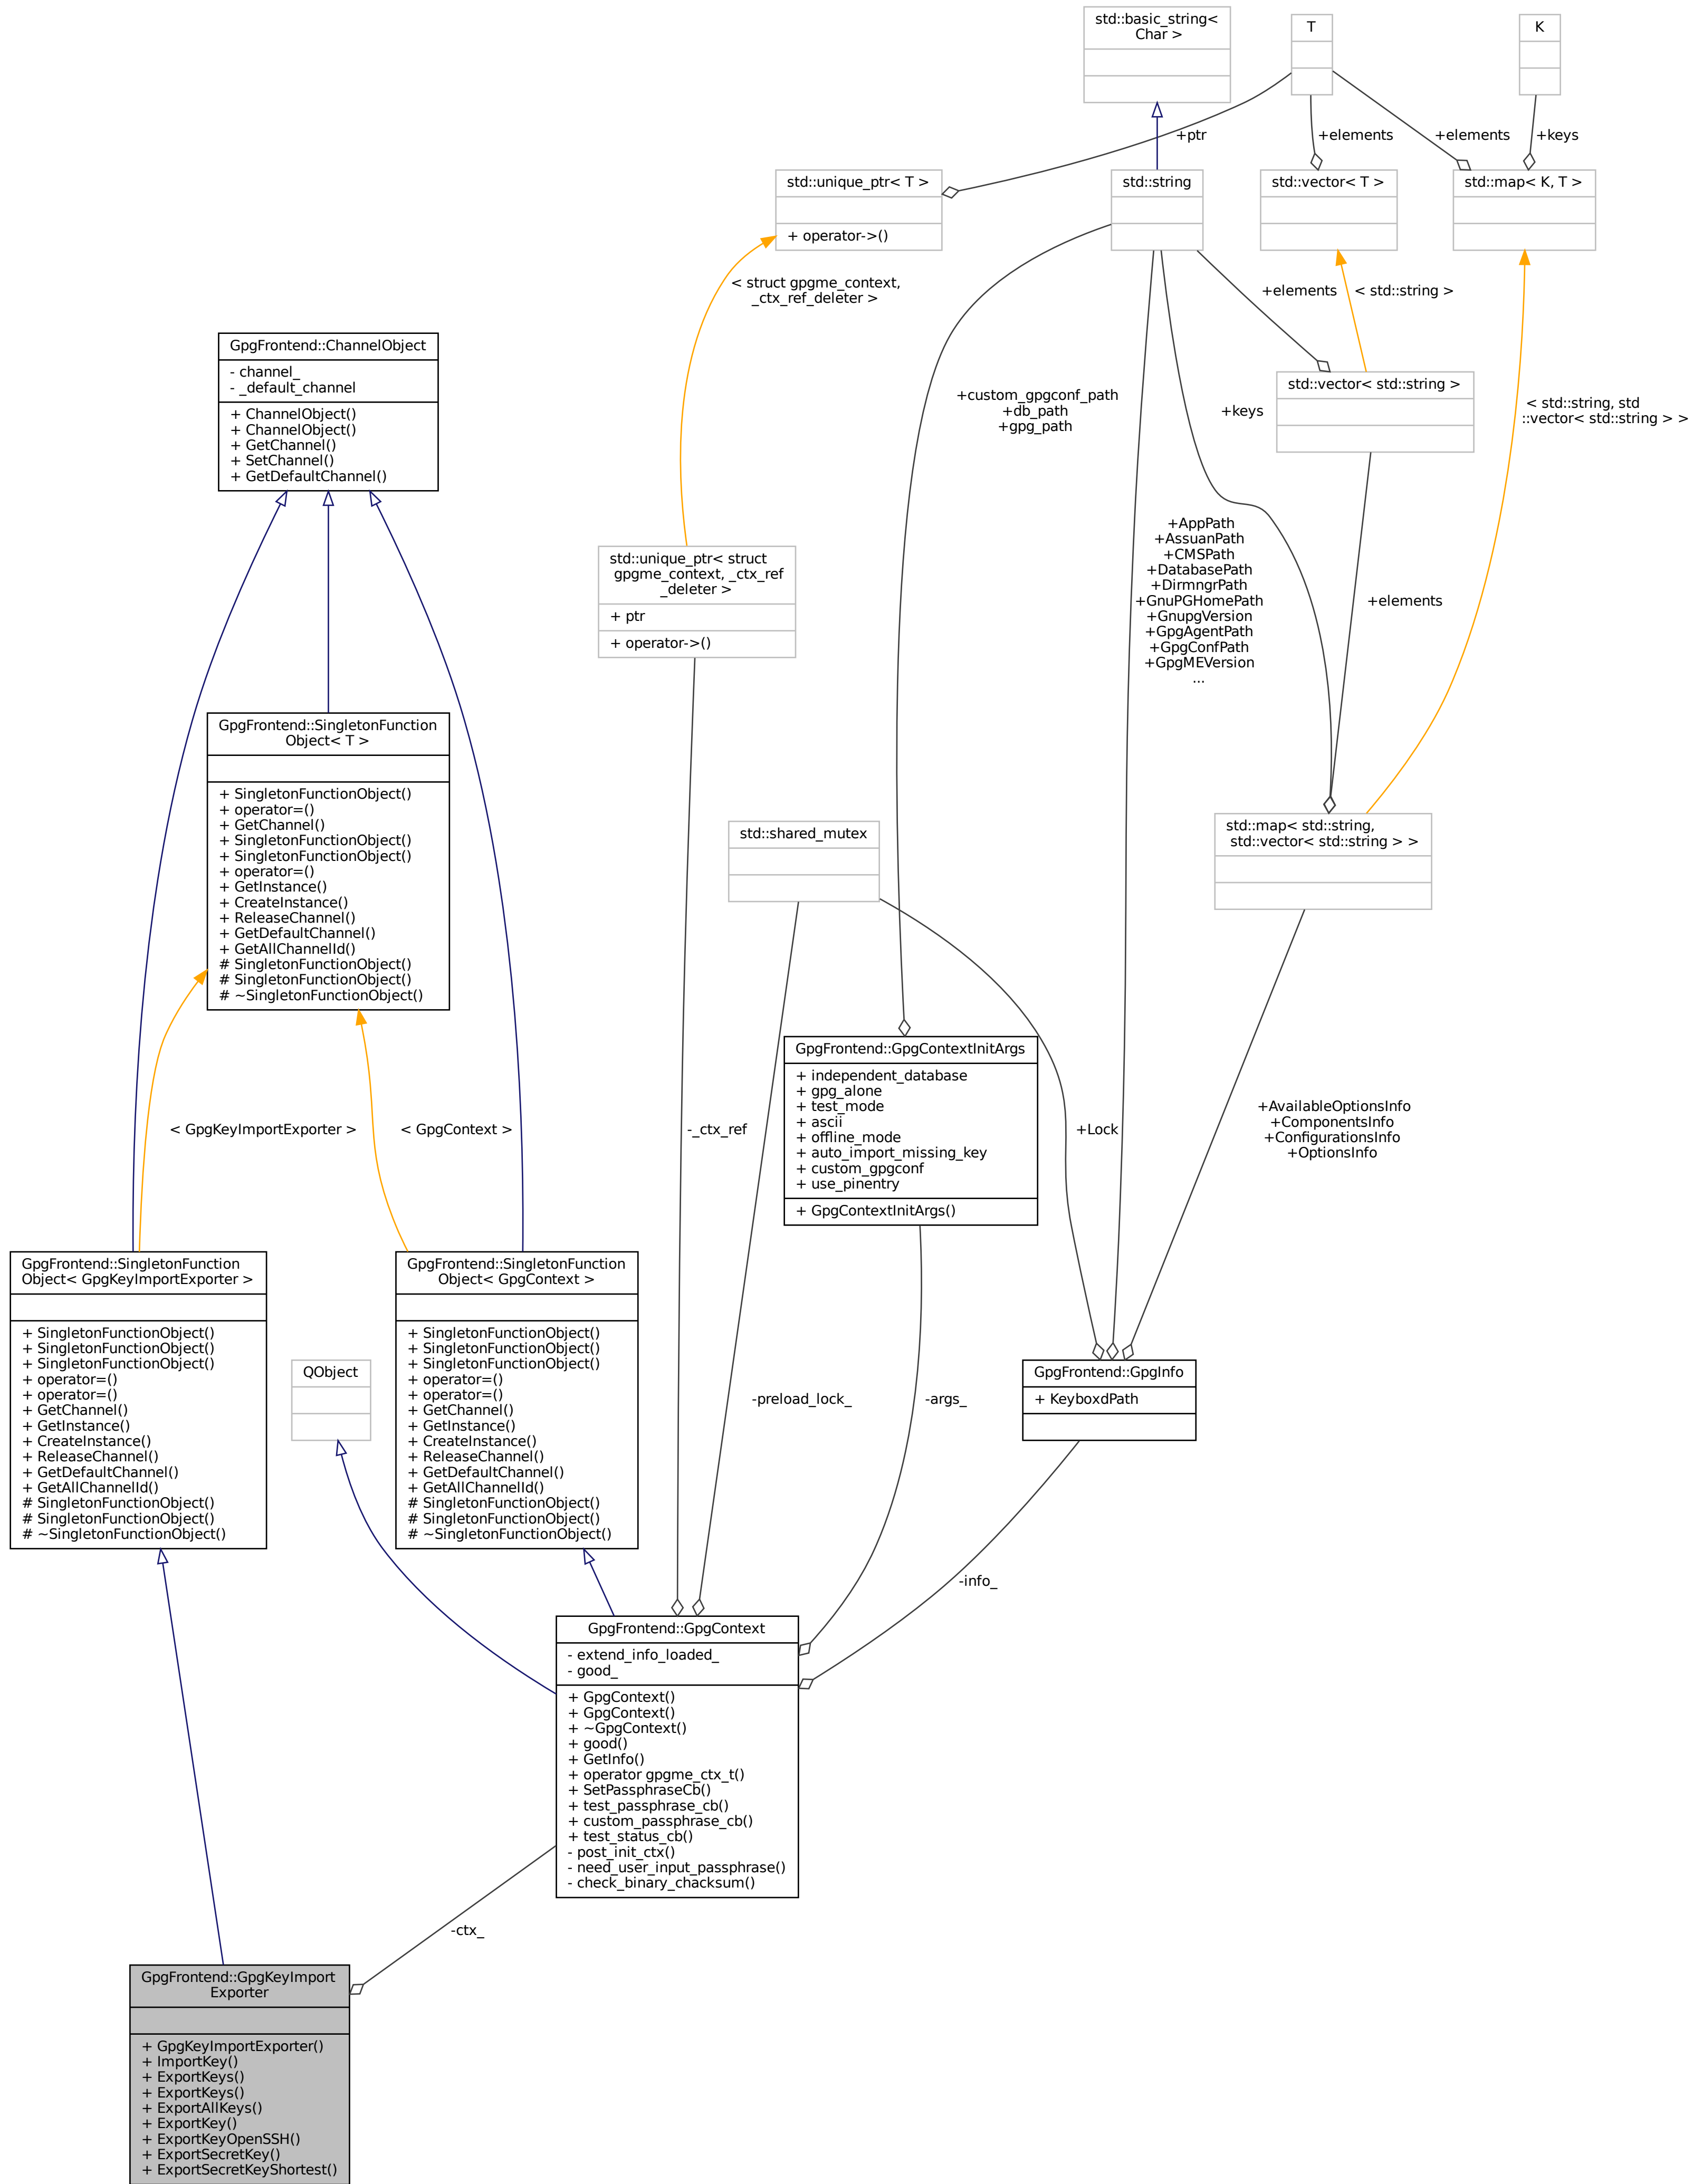 std::basic_string<
Char >
T
K
+ptr
+elements
+elements
+keys
std::unique_ptr< T >
+ operator->()
std::string
std::vector< T >
std::map< K, T >
< struct gpgme_context,
_ctx_ref_deleter >
+elements
< std::string >
GpgFrontend::ChannelObject
- channel_
- _default_channel
+ ChannelObject()
+ ChannelObject()
+ GetChannel()
+ SetChannel()
+ GetDefaultChannel()
+custom_gpgconf_path
+db_path
+gpg_path
+keys
std::vector< std::string >
< std::string, std
::vector< std::string > >
std::unique_ptr< struct
gpgme_context, _ctx_ref
_deleter >
+ ptr
+ operator->()
+AppPath
+AssuanPath
+CMSPath
+DatabasePath
+DirmngrPath
+GnuPGHomePath
+GnupgVersion
+GpgAgentPath
+GpgConfPath
+GpgMEVersion
...
+elements
GpgFrontend::SingletonFunction
Object< T >
+ SingletonFunctionObject()
+ operator=()
+ GetChannel()
+ SingletonFunctionObject()
+ SingletonFunctionObject()
+ operator=()
+ GetInstance()
+ CreateInstance()
+ ReleaseChannel()
+ GetDefaultChannel()
+ GetAllChannelId()
# SingletonFunctionObject()
# SingletonFunctionObject()
# ~SingletonFunctionObject()
std::shared_mutex
std::map< std::string,
std::vector< std::string > >
< GpgKeyImportExporter >
< GpgContext >
-_ctx_ref
GpgFrontend::GpgContextInitArgs
+ independent_database
+ gpg_alone
+ test_mode
+ ascii
+ offline_mode
+ auto_import_missing_key
+ custom_gpgconf
+ use_pinentry
+ GpgContextInitArgs()
+Lock
+AvailableOptionsInfo
+ComponentsInfo
+ConfigurationsInfo
+OptionsInfo
GpgFrontend::SingletonFunction
Object< GpgKeyImportExporter >
+ SingletonFunctionObject()
+ SingletonFunctionObject()
+ SingletonFunctionObject()
+ operator=()
+ operator=()
+ GetChannel()
+ GetInstance()
+ CreateInstance()
+ ReleaseChannel()
+ GetDefaultChannel()
+ GetAllChannelId()
# SingletonFunctionObject()
# SingletonFunctionObject()
# ~SingletonFunctionObject()
QObject
GpgFrontend::SingletonFunction
Object< GpgContext >
+ SingletonFunctionObject()
+ SingletonFunctionObject()
+ SingletonFunctionObject()
+ operator=()
+ operator=()
+ GetChannel()
+ GetInstance()
+ CreateInstance()
+ ReleaseChannel()
+ GetDefaultChannel()
+ GetAllChannelId()
# SingletonFunctionObject()
# SingletonFunctionObject()
# ~SingletonFunctionObject()
-preload_lock_
-args_
GpgFrontend::GpgInfo
+ KeyboxdPath
-info_
GpgFrontend::GpgContext
- extend_info_loaded_
- good_
+ GpgContext()
+ GpgContext()
+ ~GpgContext()
+ good()
+ GetInfo()
+ operator gpgme_ctx_t()
+ SetPassphraseCb()
+ test_passphrase_cb()
+ custom_passphrase_cb()
+ test_status_cb()
- post_init_ctx()
- need_user_input_passphrase()
- check_binary_chacksum()
-ctx_
GpgFrontend::GpgKeyImport
Exporter
+ GpgKeyImportExporter()
+ ImportKey()
+ ExportKeys()
+ ExportKeys()
+ ExportAllKeys()
+ ExportKey()
+ ExportKeyOpenSSH()
+ ExportSecretKey()
+ ExportSecretKeyShortest()